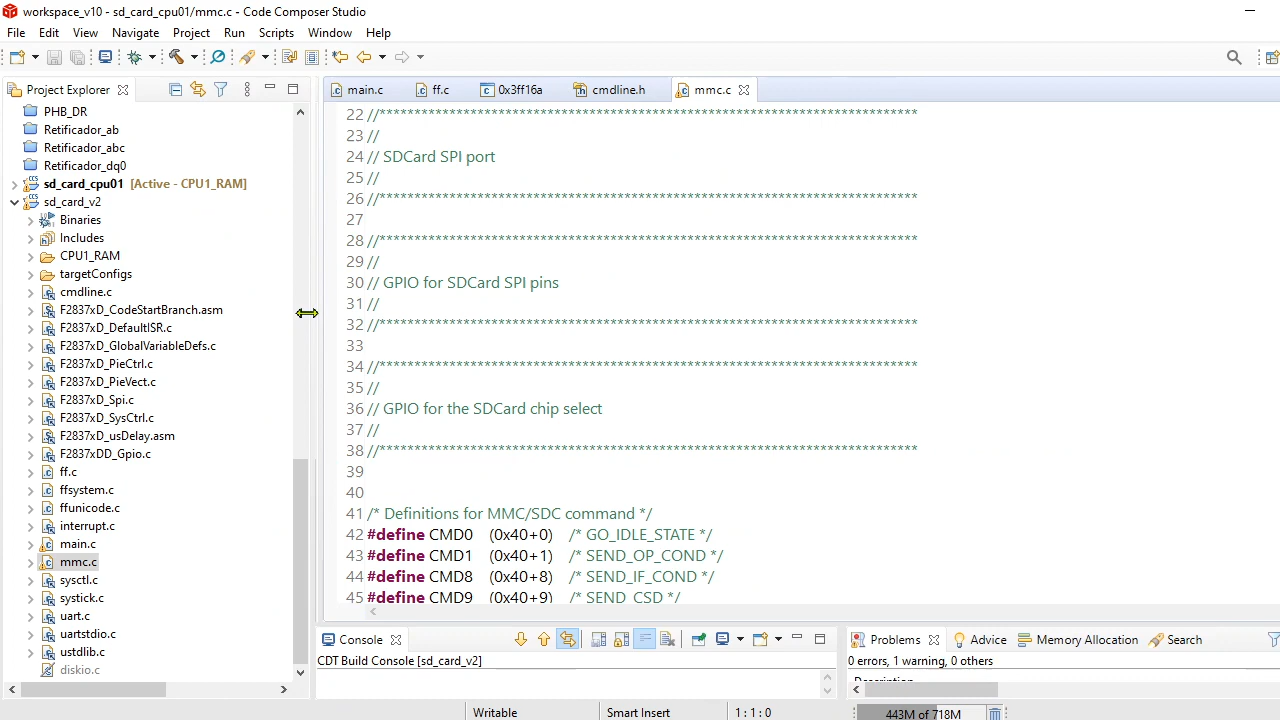 workspace_v10 - sd_card_cpu01/mmc.c - Code Composer Studio
File Edit View Navigate Project Run Scripts Window Help
Project Explorer
PHB_DR
Retificador_ab
Retificador_abc
Retificador_dq0
sd_card_cpu01 [Active - CPU1_RAM]
sd_card_v2
Binaries
Includes
CPU1_RAM
targetConfigs
cmdline.c
F2837xD_CodeStartBranch.asm
F2837xD_DefaultISR.c
F2837xD_GlobalVariableDefs.c
F2837xD_PieCtrl.c
F2837xD_PieVect.c
F2837xD_Spi.c
F2837xD_SysCtrl.c
F2837xD_usDelay.asm
F2837xDD_Gpio.c
ff.c
ffsystem.c
ffunicode.c
interrupt.c
main.c
mmc.c
sysctl.c
systick.c
uart.c
uartstdio.c
ustdlib.c
diskio.c
main.c ff.c 0x3ff16a cmdline.h mmc.c
22 //*****************************************************************************
23 //
24 // SDCard SPI port
25 //
26 //*****************************************************************************
27
28 //*****************************************************************************
29 //
30 // GPIO for SDCard SPI pins
31 //
32 //*****************************************************************************
33
34 //*****************************************************************************
35 //
36 // GPIO for the SDCard chip select
37 //
38 //*****************************************************************************
39
40
41 /* Definitions for MMC/SDC command */
42 #define CMD0 (0x40+0) /* GO_IDLE_STATE */
43 #define CMD1 (0x40+1) /* SEND_OP_COND */
44 #define CMD8 (0x40+8) /* SEND_IF_COND */
45 #define CMD9 (0x40+9) /* SEND_CSD */
Console
CDT Build Console [sd_card_v2]
Problems Advice Memory Allocation Search
0 errors, 1 warning, 0 others
Description
Writable Smart Insert 1 : 1 : 0 443M of 718M